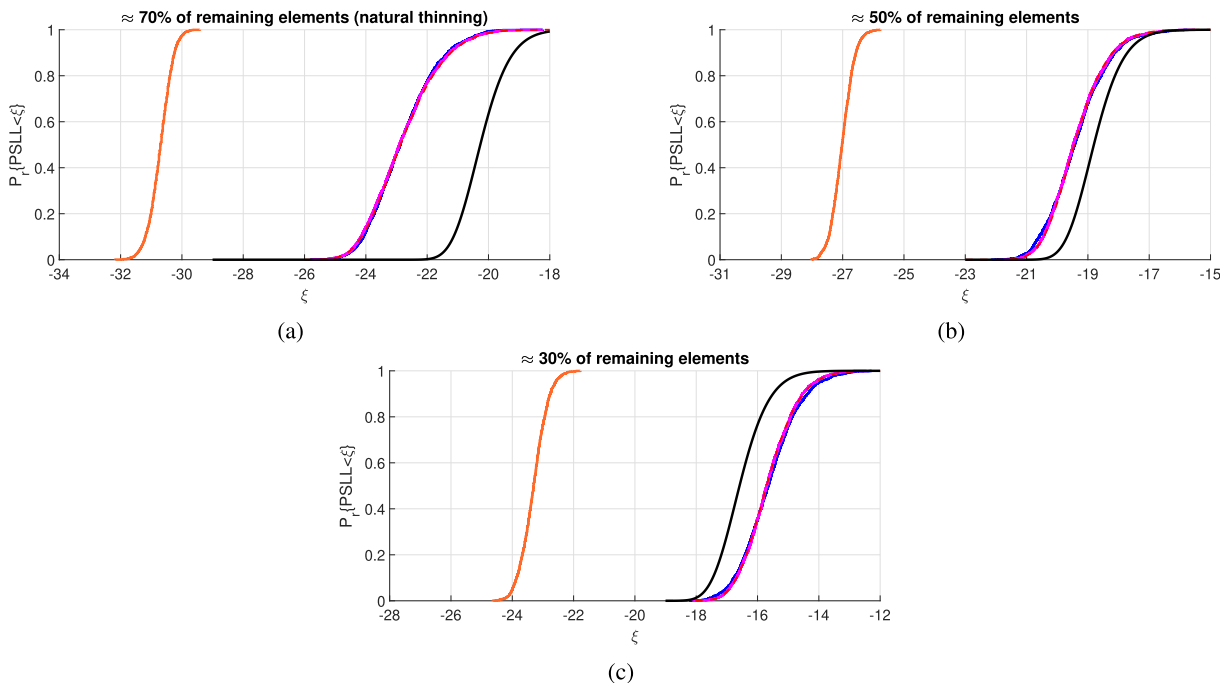 ≈ 70% of remaining elements (natural thinning)
1
0.8
0.6
0.4
0.2
0
P_r{PSLL<ξ}
-34 -32 -30 -28 -26 -24 -22 -20 -18
ξ
(a)
≈ 50% of remaining elements
1
0.8
0.6
0.4
0.2
0
P_r{PSLL<ξ}
-31 -29 -27 -25 -23 -21 -19 -17 -15
ξ
(b)
≈ 30% of remaining elements
1
0.8
0.6
0.4
0.2
0
P_r{PSLL<ξ}
-28 -26 -24 -22 -20 -18 -16 -14 -12
ξ
(c)